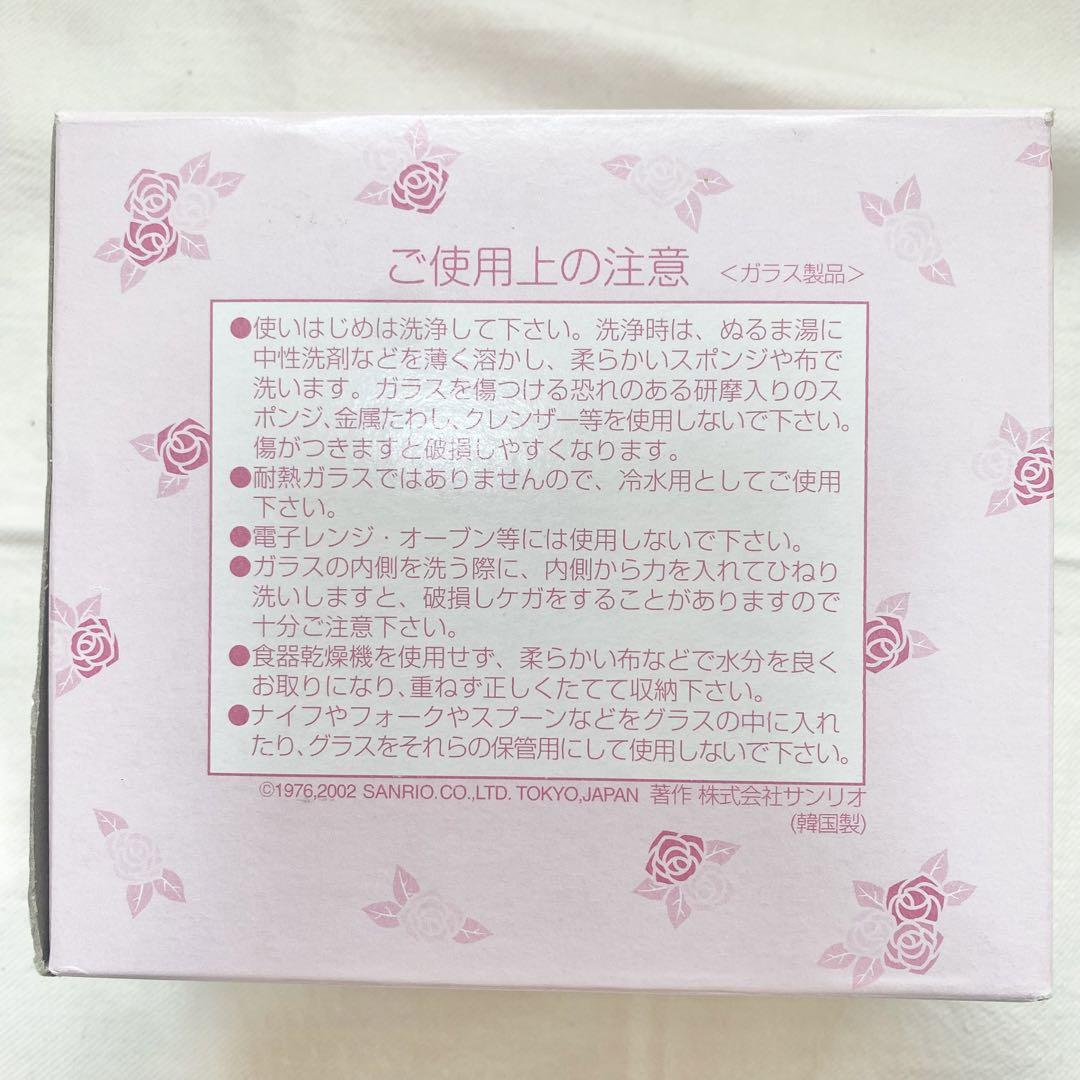 ご使用上の注意 <ガラス製品>
●使いはじめは洗浄して下さい。洗浄時は、ぬるま湯に
中性洗剤などを薄く溶かし、柔らかいスポンジや布で
洗います。ガラスを傷つける恐れのある研摩入りのス
ポンジ、金属たわし、クレンザー等を使用しないで下さい。
傷がつきますと破損しやすくなります。
●耐熱ガラスではありませんので、冷水用としてご使用
下さい。
●電子レンジ・オーブン等には使用しないで下さい。
●ガラスの内側を洗う際に、内側から力を入れてひねり
洗いしますと、破損しケガをすることがありますので
十分ご注意下さい。
●食器乾燥機を使用せず、柔らかい布などで水分を良く
お取りになり、重ねず正しくたてて収納下さい。
●ナイフやフォークやスプーンなどをグラスの中に入れ
たり、グラスをそれらの保管用にして使用しないで下さい。
©1976,2002 SANRIO.CO.,LTD. TOKYO,JAPAN 著作 株式会社サンリオ
(韓国製)